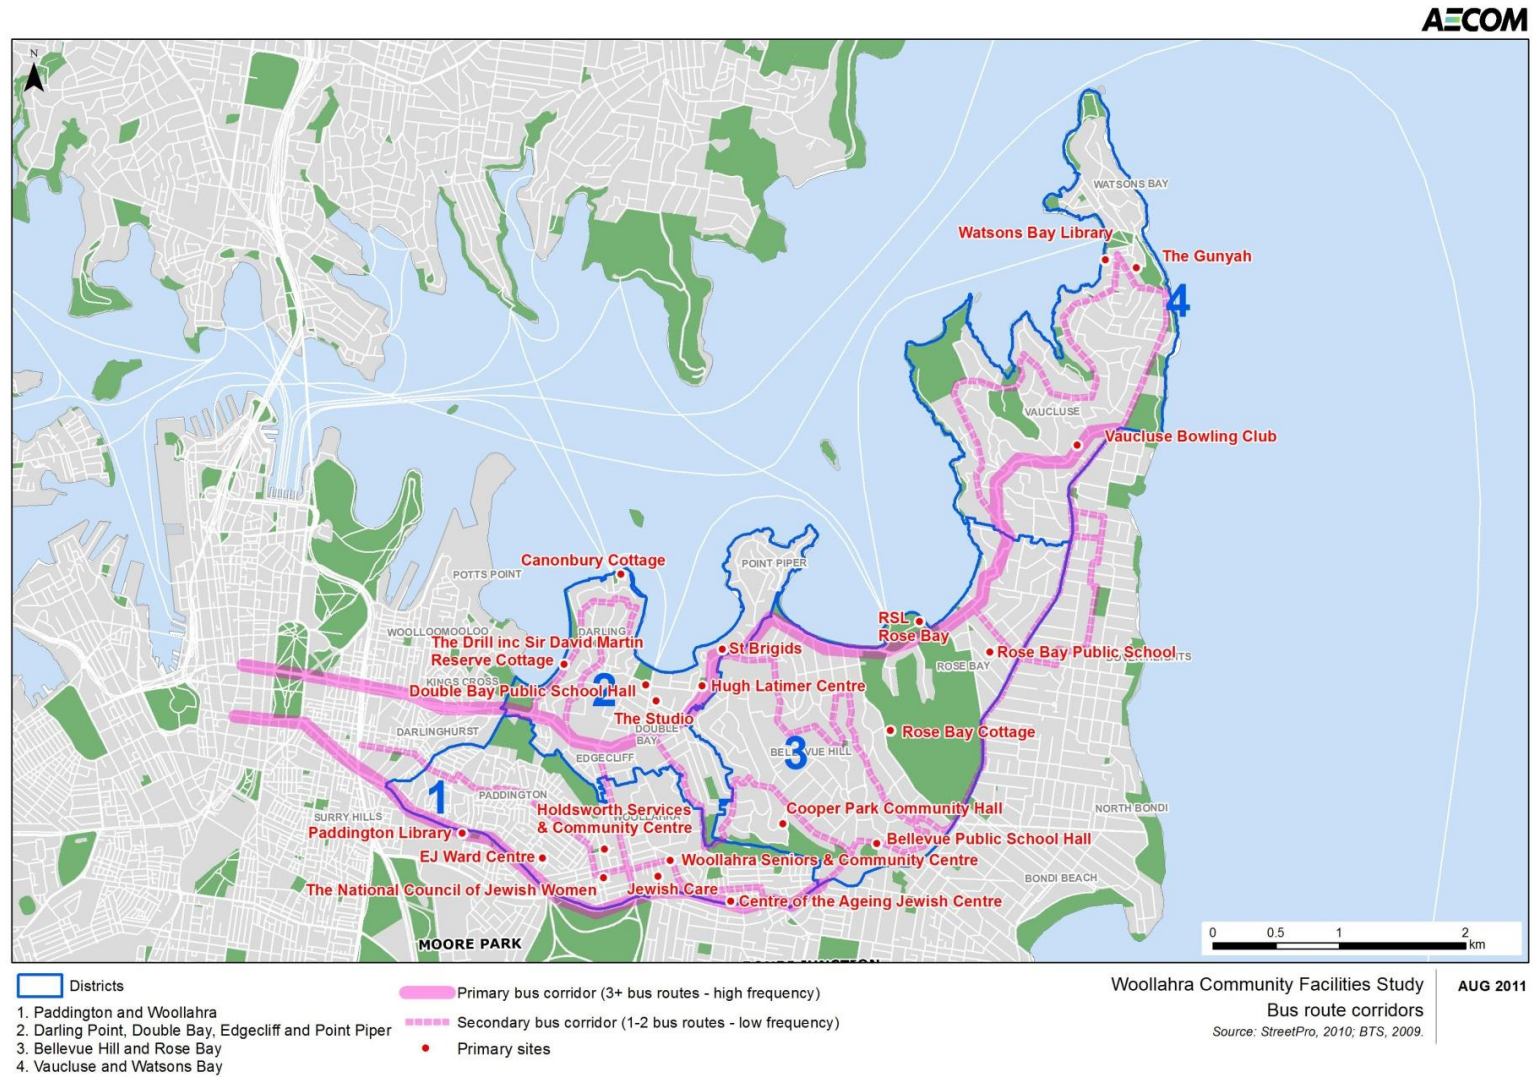 AECOM
N
WATSONS BAY
Watsons Bay Library
The Gunyah
4
VAUCLUSE
Vaucluse Bowling Club
Canonbury Cottage
POINT PIPER
POTTS POINT
RSL
Rose Bay
WOOLLOOMOOLOO
DARLING
The Drill inc Sir David Martin
Reserve Cottage
St Brigids
Rose Bay Public School
ROSE BAY
KINGS CROSS
Double Bay Public School Hall
2
Hugh Latimer Centre
The Studio
DOUBLE
BAY
DARLINGHURST
Rose Bay Cottage
3
EDGECLIFF
1
PADDINGTON
SURRY HILLS
Holdsworth Services
& Community Centre
Cooper Park Community Hall
NORTH BONDI
Paddington Library
Bellevue Public School Hall
EJ Ward Centre
Woollahra Seniors & Community Centre
The National Council of Jewish Women
Jewish Care
Centre of the Ageing Jewish Centre
BONDI BEACH
MOORE PARK
0 0.5 1 2
km
Districts
1. Paddington and Woollahra
2. Darling Point, Double Bay, Edgecliff and Point Piper
3. Bellevue Hill and Rose Bay
4. Vaucluse and Watsons Bay
Primary bus corridor (3+ bus routes - high frequency)
Secondary bus corridor (1-2 bus routes - low frequency)
Primary sites
Woollahra Community Facilities Study
Bus route corridors
Source: StreetPro, 2010; BTS, 2009.
AUG 2011